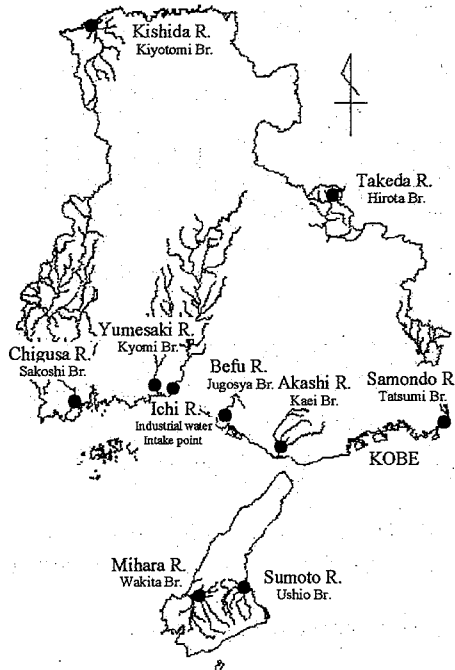 Kishida R.
Kiyotomi Br.
Takeda R.
Hirota Br.
Yumesaki R.
Kyomi Br.
Chigusa R.
Sakoshi Br.
Befu R.
Jugosya Br.
Akashi R.
Kaei Br.
Samondo R.
Tatsumi Br.
Ichi R.
Industrial water
Intake point
KOBE
Mihara R.
Wakita Br.
Sumoto R.
Ushio Br.